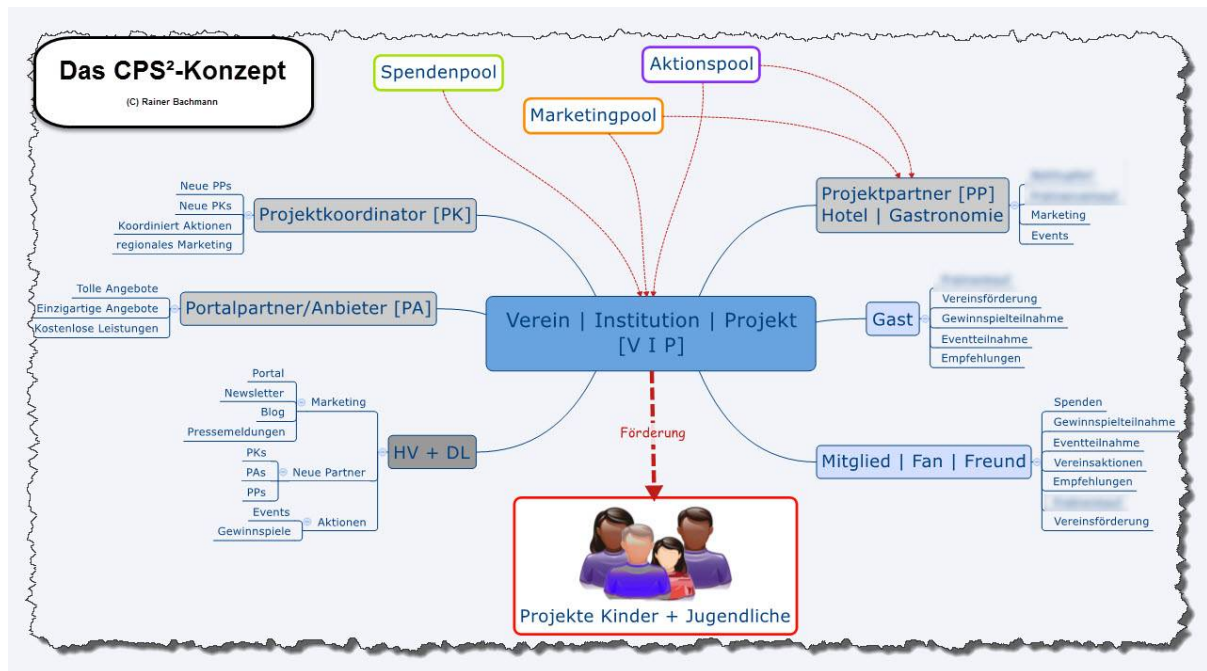 Das CPS²-Konzept
(C) Rainer Bachmann
Spendenpool
Aktionspool
Marketingpool
Neue PPs
Neue PKs
Koordiniert Aktionen
regionales Marketing
Projektkoordinator [PK]
Projektpartner [PP]
Hotel | Gastronomie
Marketing
Events
Tolle Angebote
Einzigartige Angebote
Kostenlose Leistungen
Portalpartner/Anbieter [PA]
Verein | Institution | Projekt
[V I P]
Gast
Vereinsförderung
Gewinnspielteilnahme
Eventteilnahme
Empfehlungen
Portal
Newsletter
Blog
Pressemeldungen
Marketing
PKs
PAs
PPs
Neue Partner
Events
Gewinnspiele
Aktionen
HV + DL
Förderung
Mitglied | Fan | Freund
Spenden
Gewinnspielteilnahme
Eventteilnahme
Vereinsaktionen
Empfehlungen
Vereinsförderung
Projekte Kinder + Jugendliche